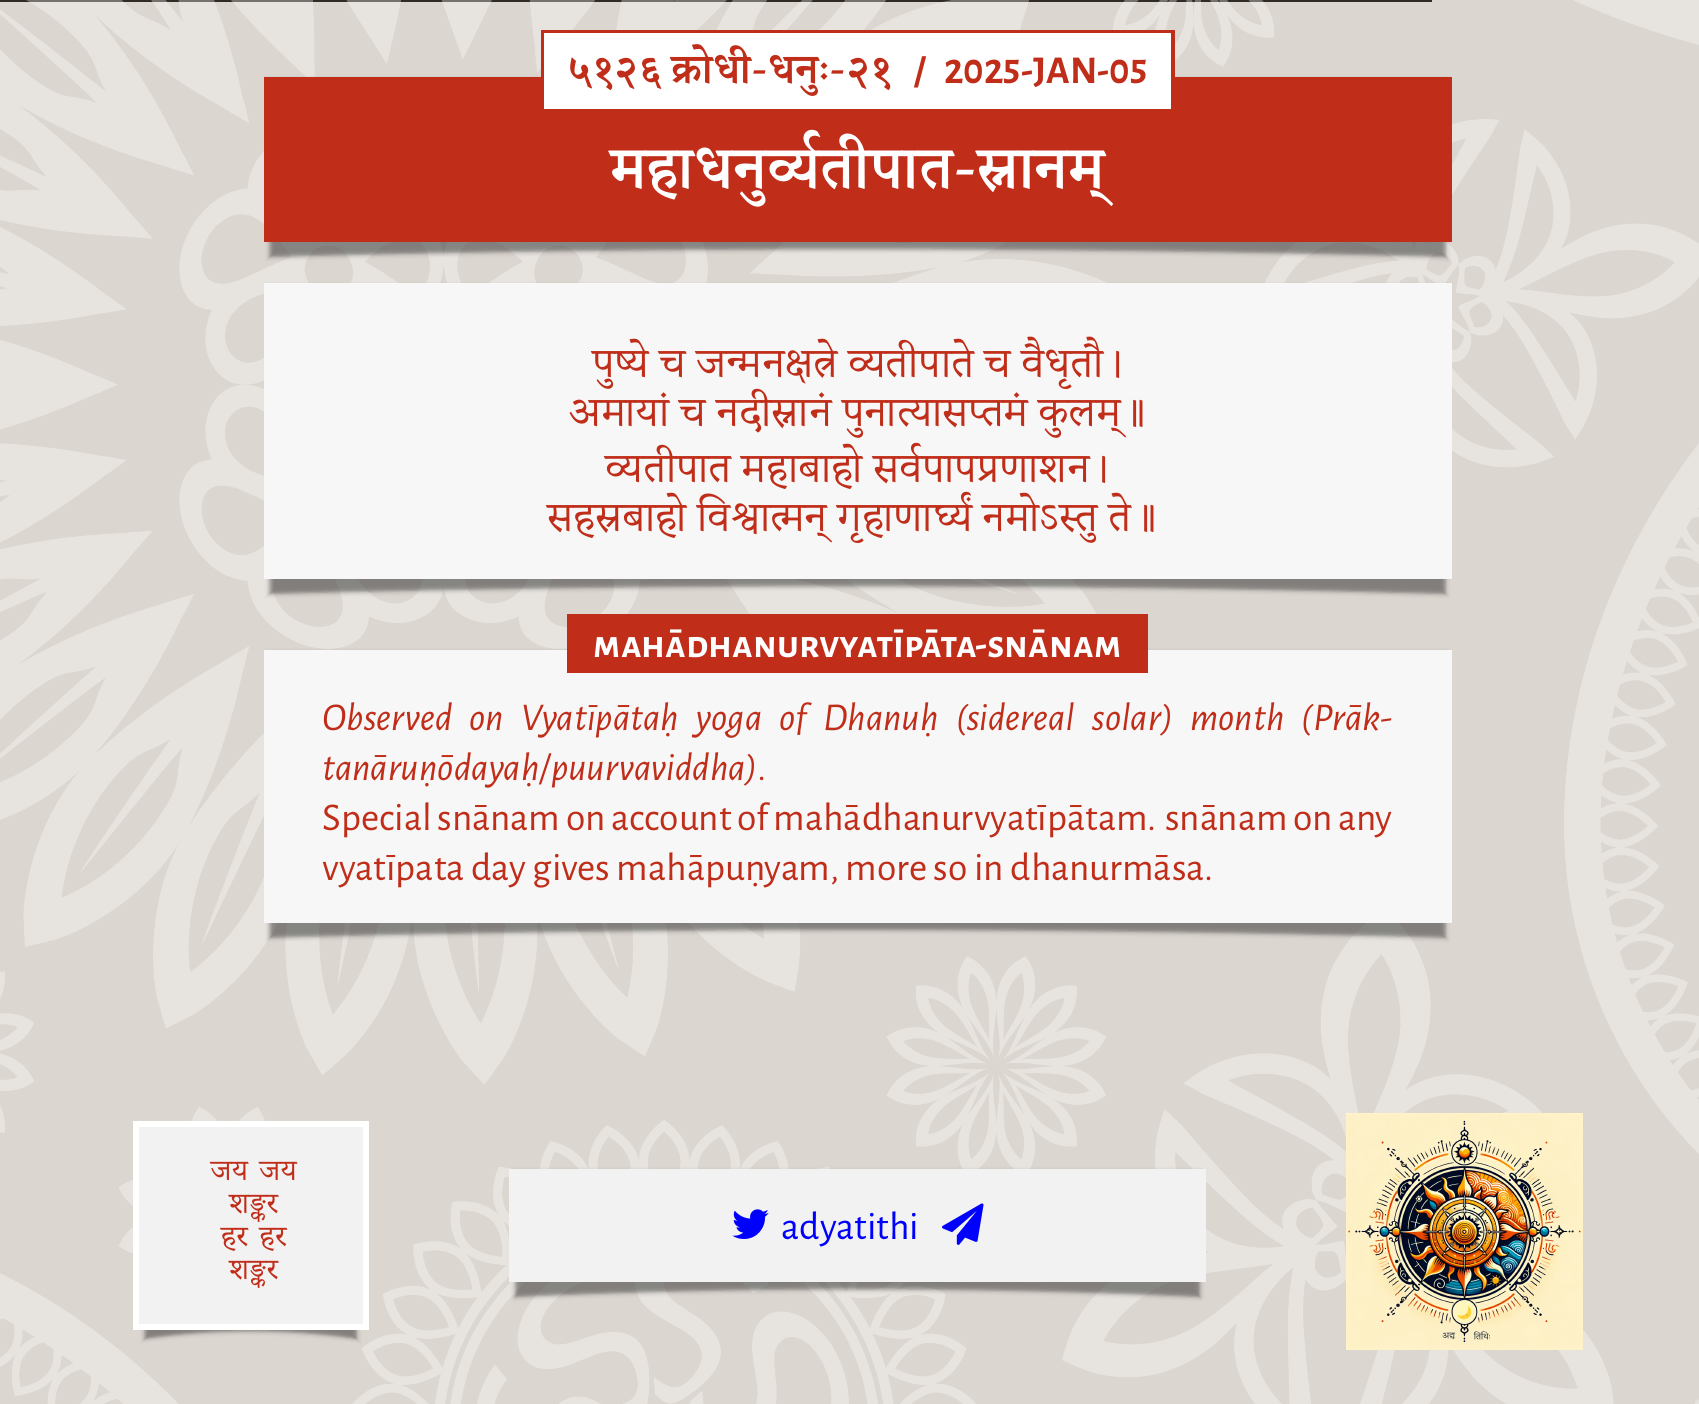 ५१२६ क्रोधी-धनुः-२१ / 2025-JAN-05
महाधनुर्व्यतीपात-स्नानम्
पुष्ये च जन्मनक्षत्रे व्यतीपाते च वैधृतौ।
अमायां च नदीस्नानं पुनात्यासप्तमं कुलम्॥
व्यतीपात महाबाहो सर्वपापप्रणाशन।
सहस्रबाहो विश्वात्मन् गृहाणार्घ्यं नमोऽस्तु ते॥
MAHĀDHANURVYATĪPĀTA-SNĀNAM
Observed on Vyatīpātaḥ yoga of Dhanuḥ (sidereal solar) month (Prāk-
tanāruṇōdayaḥ/puurvaviddha).
Special snānam on account of mahādhanurvyatīpātam. snānam on any
vyatīpata day gives mahāpuṇyam, more so in dhanurmāsa.
जय जय
शङ्कर
हर हर
शङ्कर
adyatithi
अद्य तिथिः